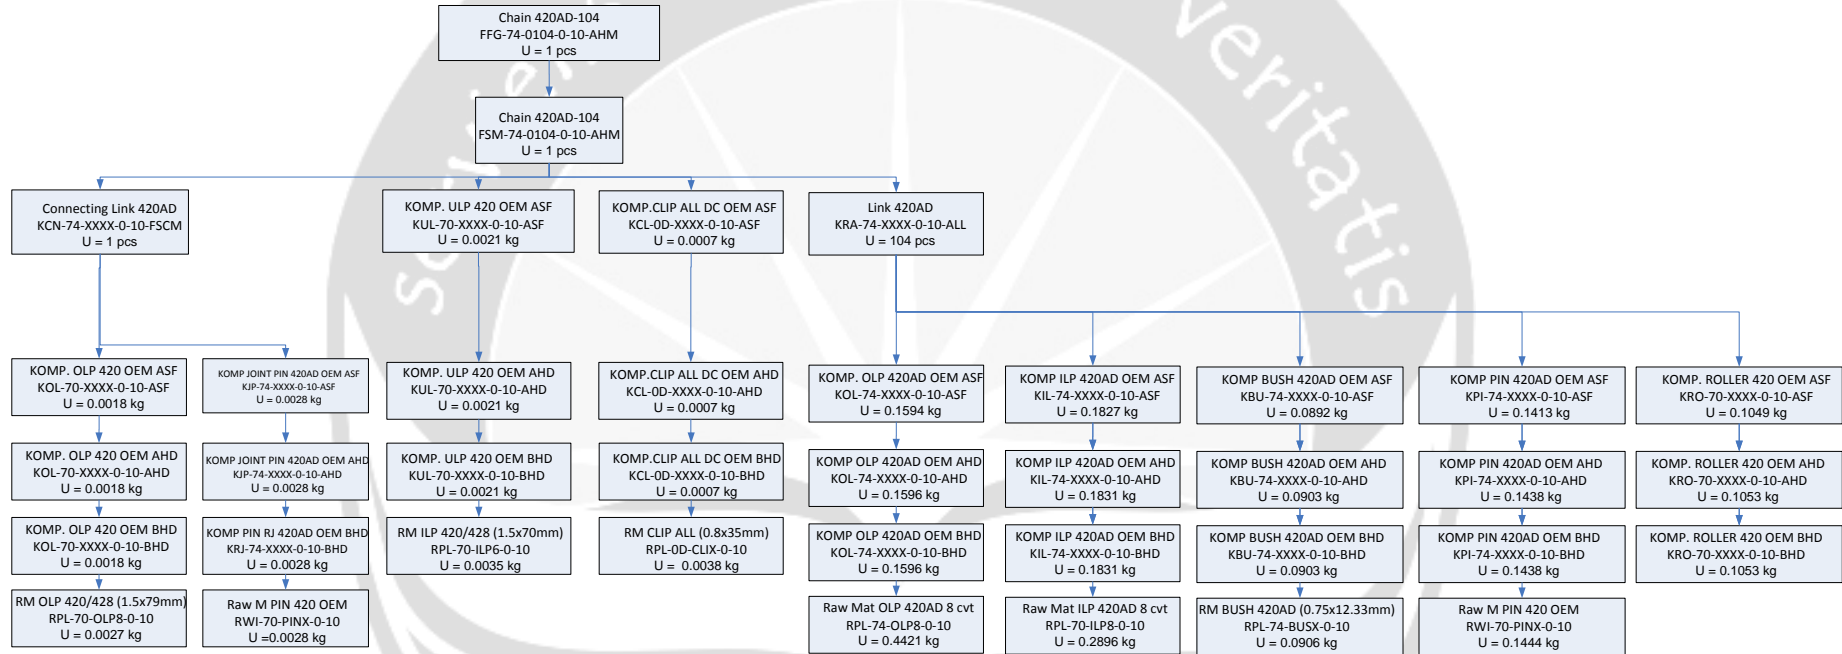 Chain 420AD-104
FFG-74-0104-0-10-AHM
U = 1 pcs
Chain 420AD-104
FSM-74-0104-0-10-AHM
U = 1 pcs
Connecting Link 420AD
KCN-74-XXXX-0-10-FSCM
U = 1 pcs
KOMP. ULP 420 OEM ASF
KUL-70-XXXX-0-10-ASF
U = 0.0021 kg
KOMP.CLIP ALL DC OEM ASF
KCL-0D-XXXX-0-10-ASF
U = 0.0007 kg
Link 420AD
KRA-74-XXXX-0-10-ALL
U = 104 pcs
KOMP. OLP 420 OEM ASF
KOL-70-XXXX-0-10-ASF
U = 0.0018 kg
KOMP JOINT PIN 420AD OEM ASF
KJP-74-XXXX-0-10-ASF
U = 0.0028 kg
KOMP. ULP 420 OEM AHD
KUL-70-XXXX-0-10-AHD
U = 0.0021 kg
KOMP.CLIP ALL DC OEM AHD
KCL-0D-XXXX-0-10-AHD
U = 0.0007 kg
KOMP. OLP 420AD OEM ASF
KOL-74-XXXX-0-10-ASF
U = 0.1594 kg
KOMP ILP 420AD OEM ASF
KIL-74-XXXX-0-10-ASF
U = 0.1827 kg
KOMP BUSH 420AD OEM ASF
KBU-74-XXXX-0-10-ASF
U = 0.0892 kg
KOMP PIN 420AD OEM ASF
KPI-74-XXXX-0-10-ASF
U = 0.1413 kg
KOMP. ROLLER 420 OEM ASF
KRO-70-XXXX-0-10-ASF
U = 0.1049 kg
KOMP. OLP 420 OEM AHD
KOL-70-XXXX-0-10-AHD
U = 0.0018 kg
KOMP JOINT PIN 420AD OEM AHD
KJP-74-XXXX-0-10-AHD
U = 0.0028 kg
KOMP. ULP 420 OEM BHD
KUL-70-XXXX-0-10-BHD
U = 0.0021 kg
KOMP.CLIP ALL DC OEM BHD
KCL-0D-XXXX-0-10-BHD
U = 0.0007 kg
KOMP OLP 420AD OEM AHD
KOL-74-XXXX-0-10-AHD
U = 0.1596 kg
KOMP ILP 420AD OEM AHD
KIL-74-XXXX-0-10-AHD
U = 0.1831 kg
KOMP BUSH 420AD OEM AHD
KBU-74-XXXX-0-10-AHD
U = 0.0903 kg
KOMP PIN 420AD OEM AHD
KPI-74-XXXX-0-10-AHD
U = 0.1438 kg
KOMP. ROLLER 420 OEM AHD
KRO-70-XXXX-0-10-AHD
U = 0.1053 kg
KOMP. OLP 420 OEM BHD
KOL-70-XXXX-0-10-BHD
U = 0.0018 kg
KOMP PIN RJ 420AD OEM BHD
KRJ-74-XXXX-0-10-BHD
U = 0.0028 kg
RM ILP 420/428 (1.5x70mm)
RPL-70-ILP6-0-10
U = 0.0035 kg
RM CLIP ALL (0.8x35mm)
RPL-0D-CLIX-0-10
U = 0.0038 kg
KOMP OLP 420AD OEM BHD
KOL-74-XXXX-0-10-BHD
U = 0.1596 kg
KOMP ILP 420AD OEM BHD
KIL-74-XXXX-0-10-BHD
U = 0.1831 kg
KOMP BUSH 420AD OEM BHD
KBU-74-XXXX-0-10-BHD
U = 0.0903 kg
KOMP PIN 420AD OEM BHD
KPI-74-XXXX-0-10-BHD
U = 0.1438 kg
KOMP. ROLLER 420 OEM BHD
KRO-70-XXXX-0-10-BHD
U = 0.1053 kg
RM OLP 420/428 (1.5x79mm)
RPL-70-OLP8-0-10
U = 0.0027 kg
Raw M PIN 420 OEM
RWI-70-PINX-0-10
U =0.0028 kg
Raw Mat OLP 420AD 8 cvt
RPL-74-OLP8-0-10
U = 0.4421 kg
Raw Mat ILP 420AD 8 cvt
RPL-70-ILP8-0-10
U = 0.2896 kg
RM BUSH 420AD (0.75x12.33mm)
RPL-74-BUSX-0-10
U = 0.0906 kg
Raw M PIN 420 OEM
RWI-70-PINX-0-10
U = 0.1444 kg
veritatis